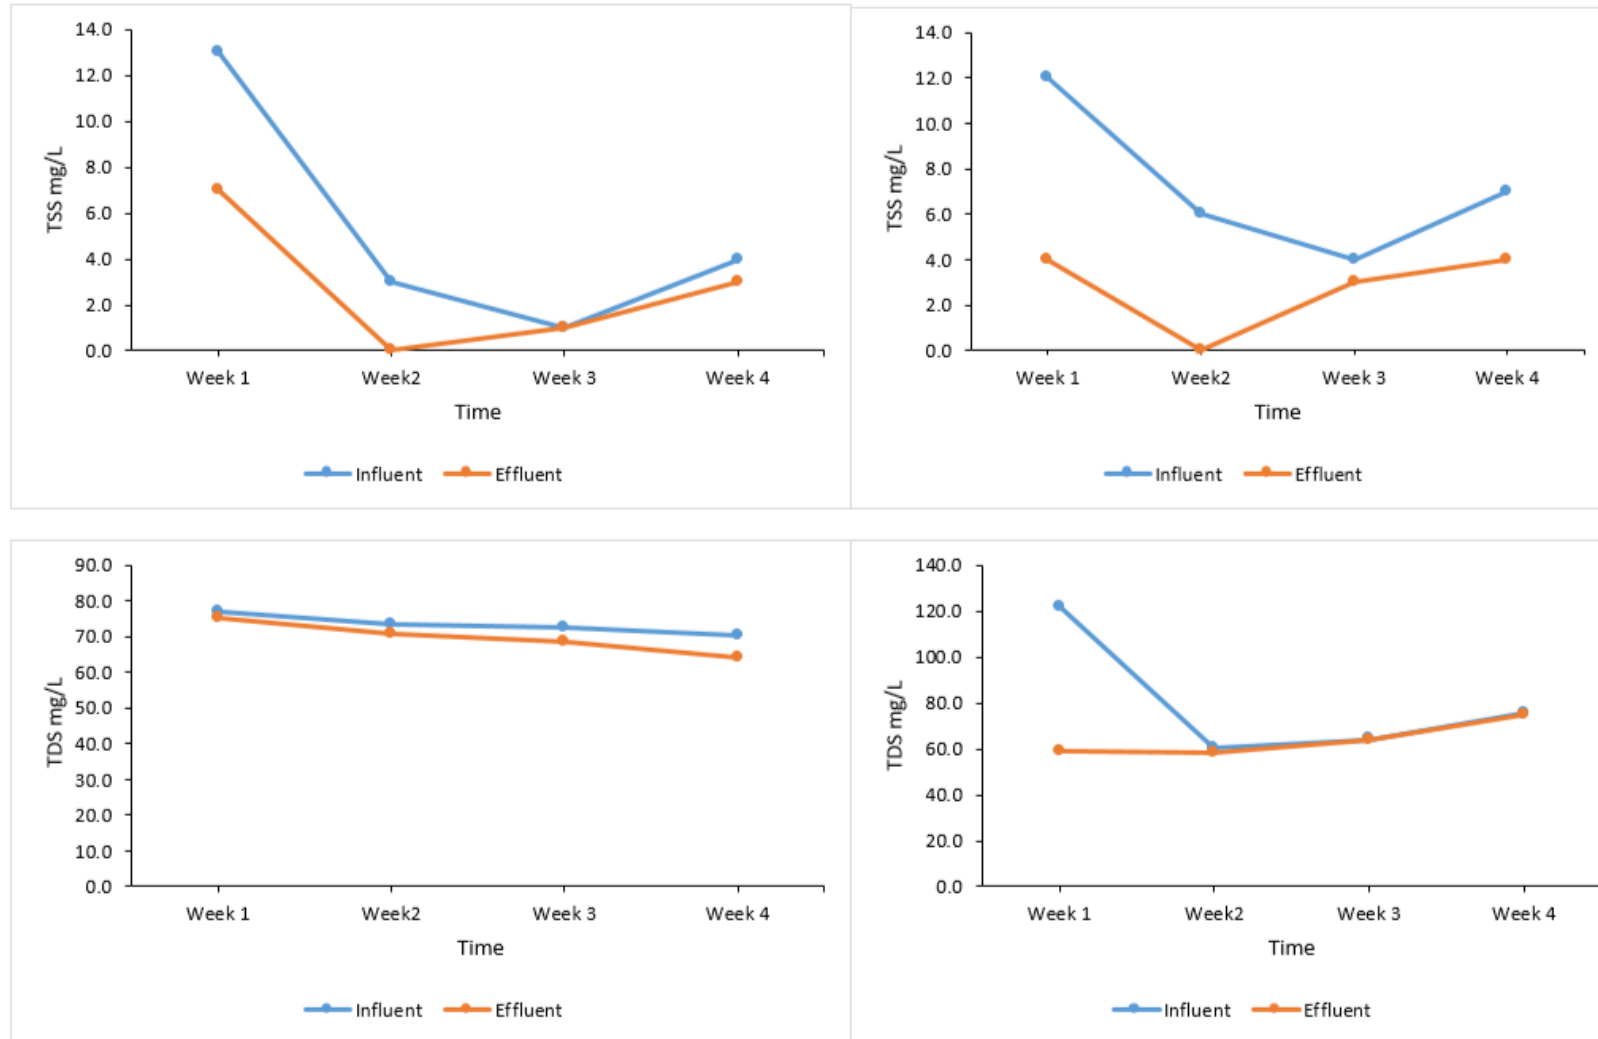 14.0
12.0
10.0
8.0
6.0
4.0
2.0
0.0
TSS mg/L
Week 1 Week2 Week 3 Week 4
Time
Influent Effluent
14.0
12.0
10.0
8.0
6.0
4.0
2.0
0.0
TSS mg/L
Week 1 Week2 Week 3 Week 4
Time
Influent Effluent
90.0
80.0
70.0
60.0
50.0
40.0
30.0
20.0
10.0
0.0
TDS mg/L
Week 1 Week2 Week 3 Week 4
Time
Influent Effluent
140.0
120.0
100.0
80.0
60.0
40.0
20.0
0.0
TDS mg/L
Week 1 Week2 Week 3 Week 4
Time
Influent Effluent